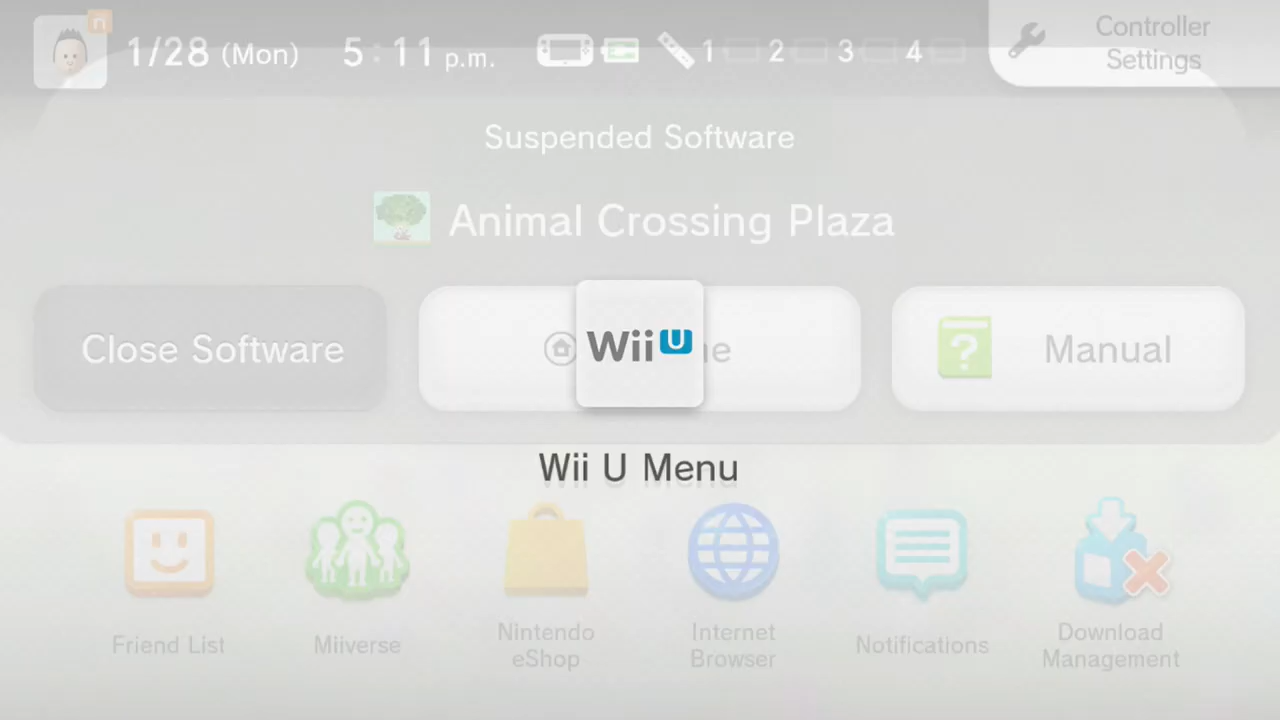 n
1/28 (Mon) 5:11 p.m. 1 2 3 4
Controller
Settings
Suspended Software
Animal Crossing Plaza
Close Software
Wii U
Manual
Wii U Menu
Friend List
Miiverse
Nintendo
eShop
Internet
Browser
Notifications
Download
Management